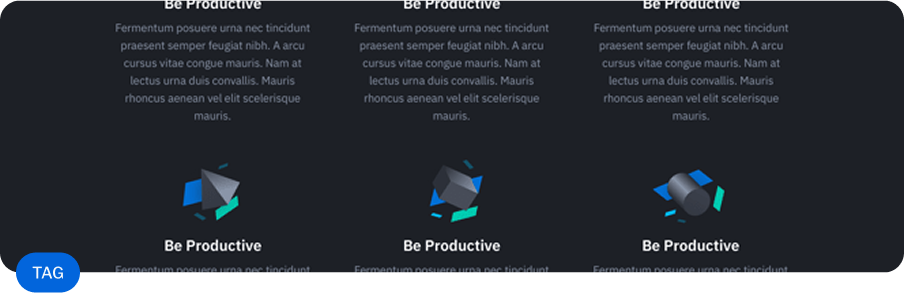 Be Productive
Be Productive
Be Productive
Fermentum posuere urna nec tincidunt
praesent semper feugiat nibh. A arcu
cursus vitae congue mauris. Nam at
lectus urna duis convallis. Mauris
rhoncus aenean vel elit scelerisque
mauris.
Fermentum posuere urna nec tincidunt
praesent semper feugiat nibh. A arcu
cursus vitae congue mauris. Nam at
lectus urna duis convallis. Mauris
rhoncus aenean vel elit scelerisque
mauris.
Fermentum posuere urna nec tincidunt
praesent semper feugiat nibh. A arcu
cursus vitae congue mauris. Nam at
lectus urna duis convallis. Mauris
rhoncus aenean vel elit scelerisque
mauris.
Be Productive
Be Productive
Be Productive
Fermentum posuere urna nec tincidunt
Fermentum posuere urna nec tincidunt
Fermentum posuere urna nec tincidunt
TAG